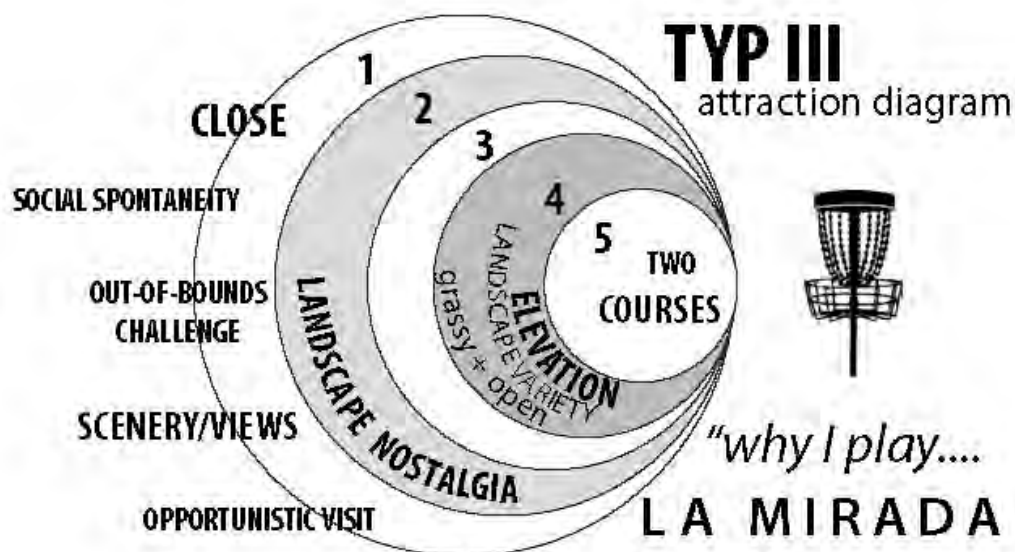 TYP III
attraction diagram
1
CLOSE
2
3
SOCIAL SPONTANEITY
4
5
TWO
COURSES
OUT-OF-BOUNDS
CHALLENGE
LANDSCAPE NOSTALGIA
ELEVATION
LANDSCAPE VARIETY
grassy + open
SCENERY/VIEWS
"why I play....
LA MIRADA
OPPORTUNISTIC VISIT